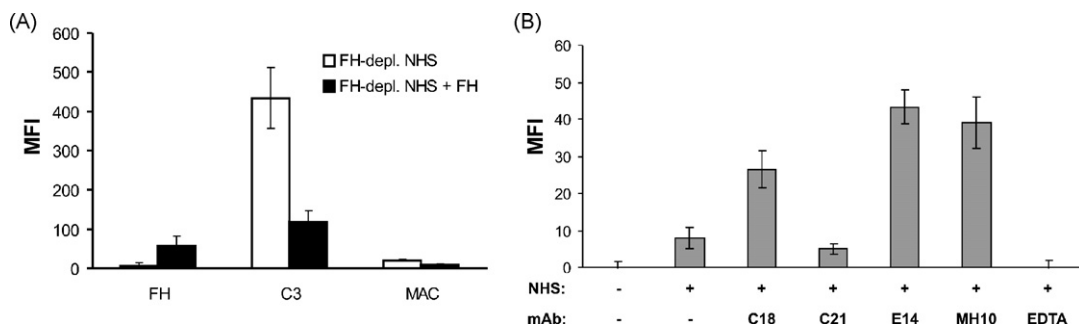 (A)
600
500
400
300
200
100
0
MFI
FH-depl. NHS
FH-depl. NHS + FH
FH C3 MAC
(B)
60
50
40
30
20
10
0
MFI
NHS: - + + + + + +
mAb: - - C18 C21 E14 MH10 EDTA